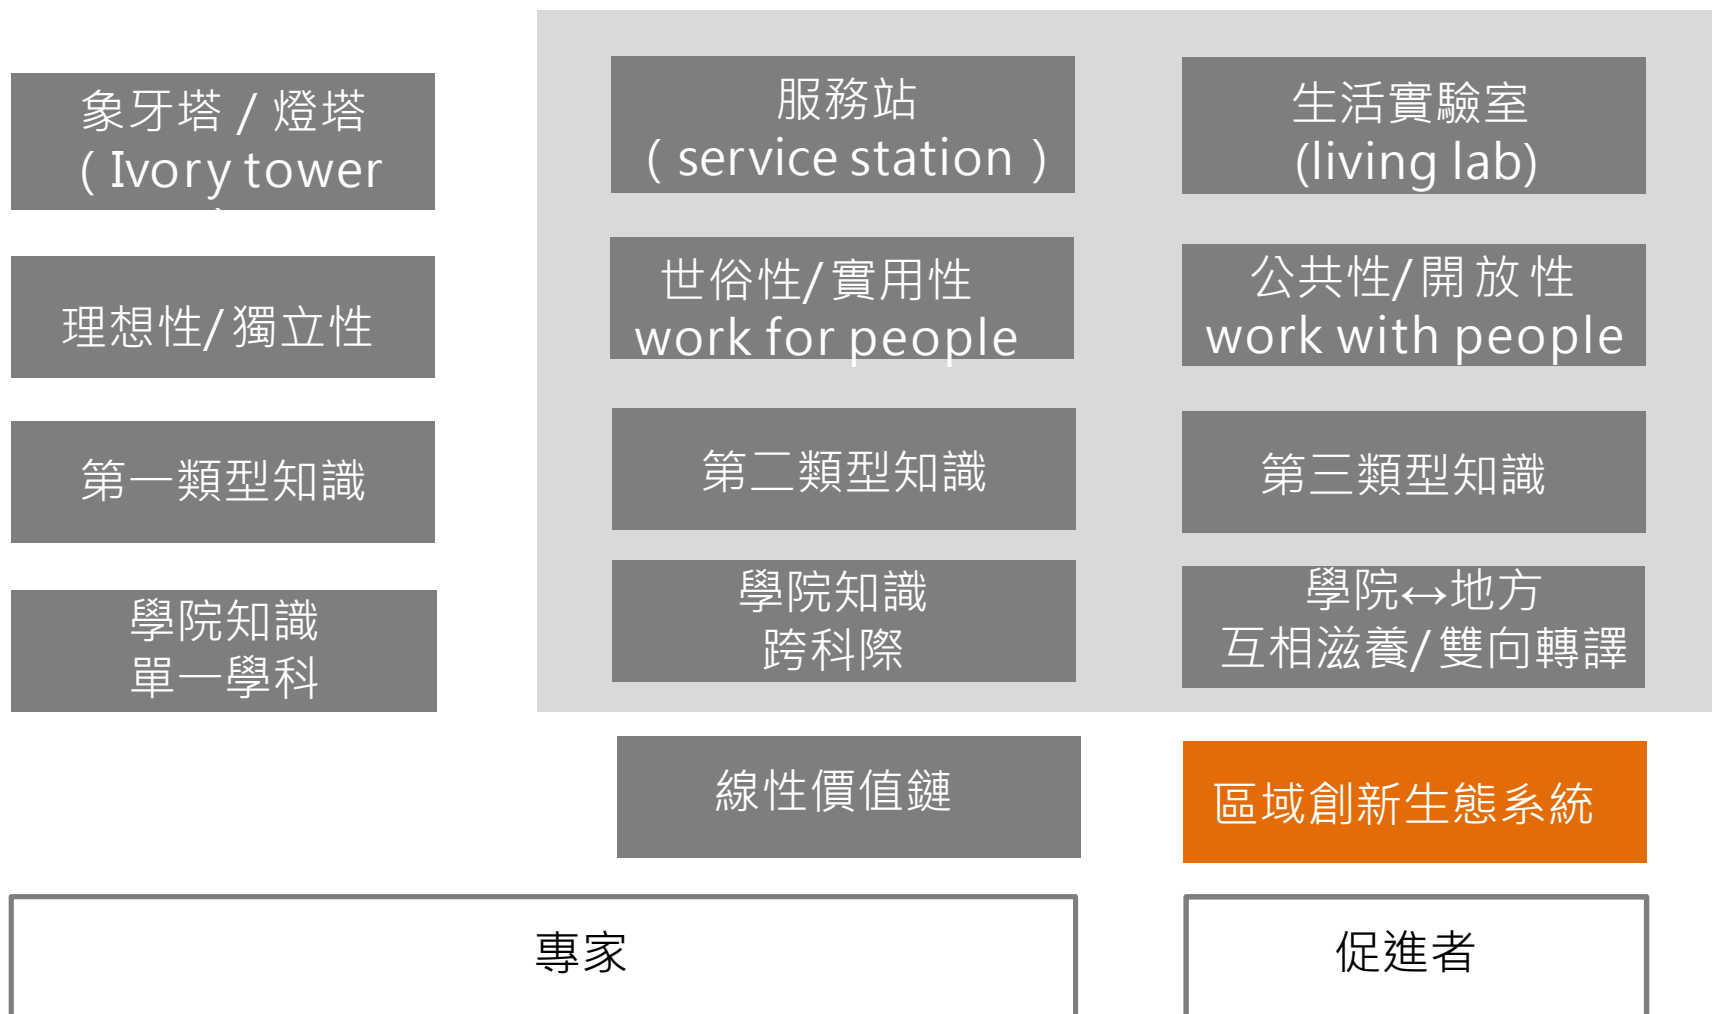 象牙塔 / 燈塔
( Ivory tower
服務站
( service station )
生活實驗室
(living lab)
理想性/獨立性
世俗性/實用性
work for people
公共性/開放性
work with people
第一類型知識
第二類型知識
第三類型知識
學院知識
單一學科
學院知識
跨科際
學院↔地方
互相滋養/雙向轉譯
線性價值鏈
區域創新生態系統
專家
促進者